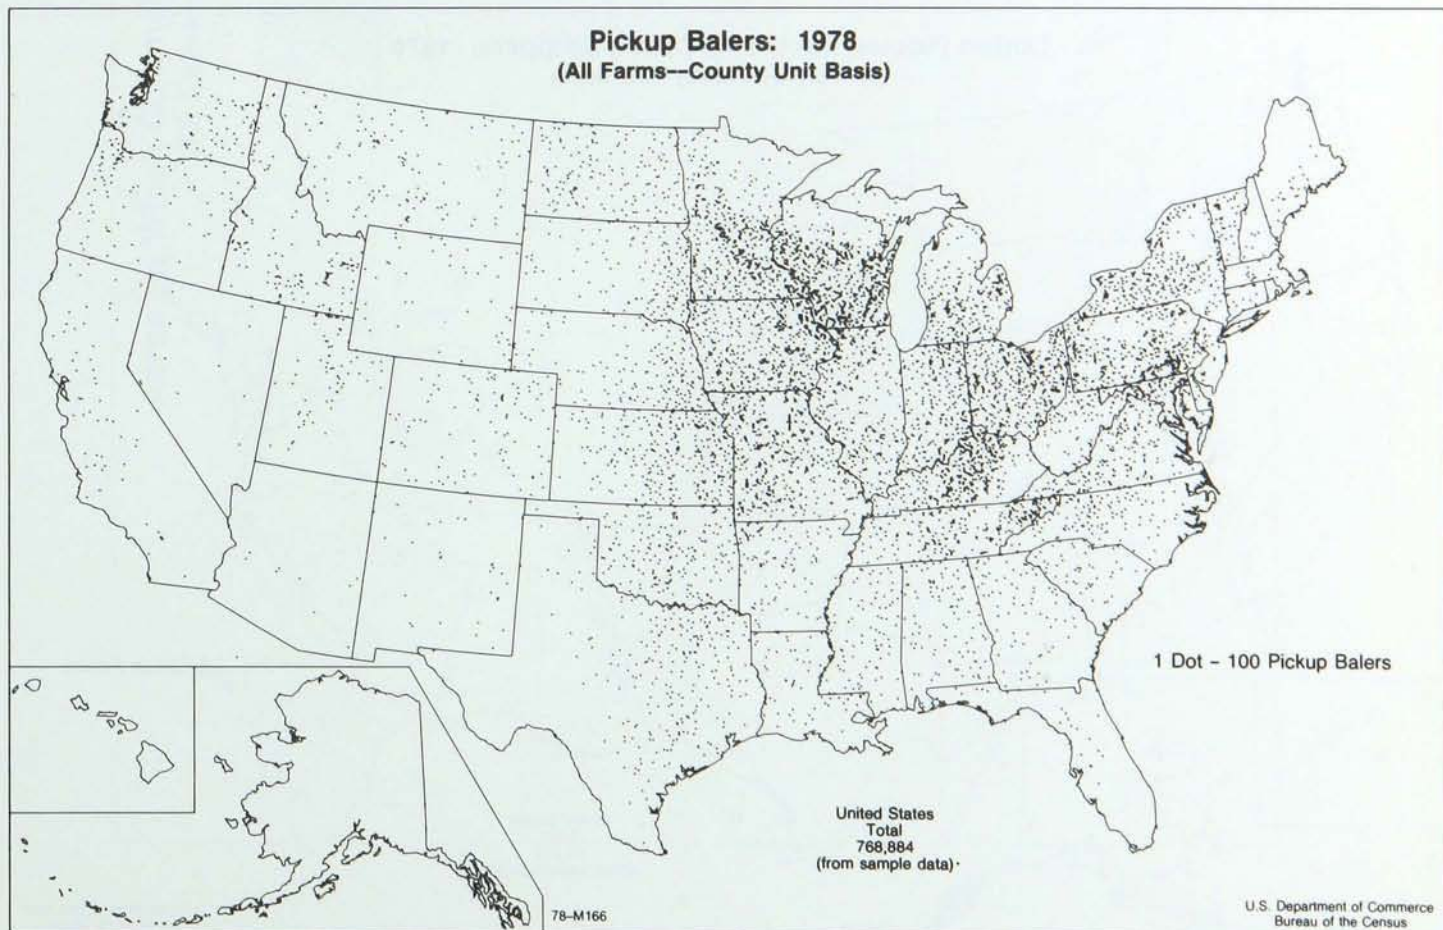 Pickup Balers: 1978
(All Farms--County Unit Basis)
1 Dot - 100 Pickup Balers
United States
Total
768,884
(from sample data)
78-M166
U.S. Department of Commerce
Bureau of the Census